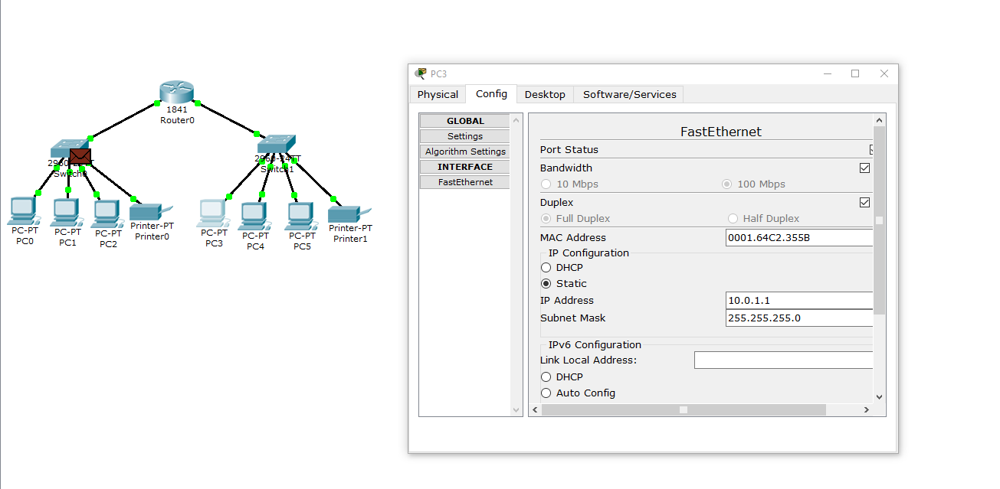 1841
Router0
Switch0
2960-24TT
Switch1
PC-PT
PC0
PC-PT
PC1
PC-PT
PC2
Printer-PT
Printer0
PC-PT
PC3
PC-PT
PC4
PC-PT
PC5
Printer-PT
Printer1
PC3
Physical Config Desktop Software/Services
GLOBAL
Settings
Algorithm Settings
INTERFACE
FastEthernet
FastEthernet
Port Status
Bandwidth
10 Mbps 100 Mbps
Duplex
Full Duplex Half Duplex
MAC Address 0001.64C2.355B
IP Configuration
DHCP
Static
IP Address 10.0.1.1
Subnet Mask 255.255.255.0
IPv6 Configuration
Link Local Address:
DHCP
Auto Config